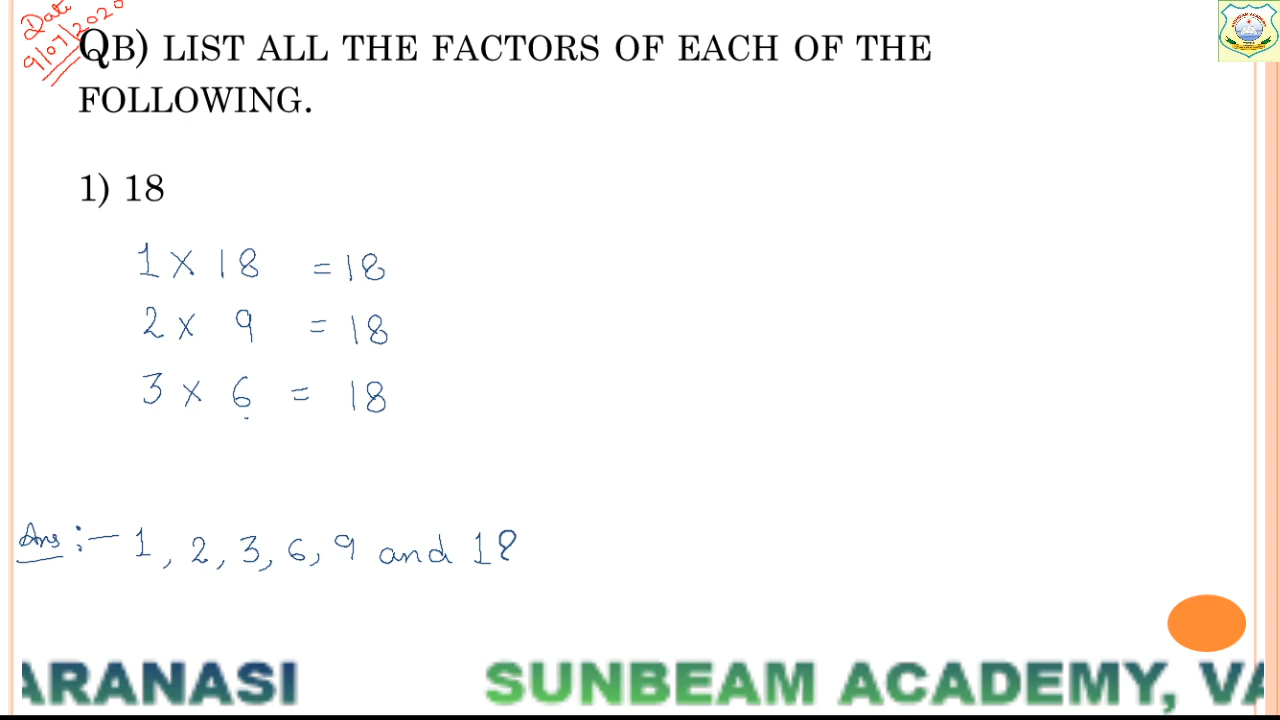 Date
9/07/2020
QB) LIST ALL THE FACTORS OF EACH OF THE
FOLLOWING.
1) 18
1 × 18 = 18
2 × 9 = 18
3 × 6 = 18
Ans :- 1, 2, 3, 6, 9 and 18
ARANASI SUNBEAM ACADEMY, VA